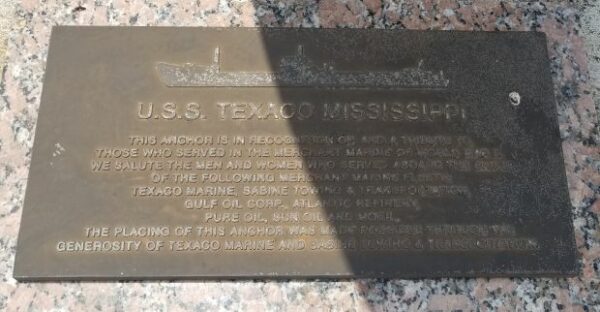 U.S.S. TEXACO MISSISSIPPI
THIS ANCHOR IS IN RECOGNITION OF AND A TRIBUTE TO
THOSE WHO SERVED IN THE MERCHANT MARINE OF WORLD WAR II.
WE SALUTE THE MEN AND WOMEN WHO SERVED ABOARD THE SHIPS
OF THE FOLLOWING MERCHANT MARINE FLEETS:
TEXACO MARINE, SABINE TOWING & TRANSPORTATION,
GULF OIL CORP., ATLANTIC REFINERY,
PURE OIL, SUN OIL AND MOBIL.
THE PLACING OF THIS ANCHOR WAS MADE POSSIBLE THROUGH THE
GENEROSITY OF TEXACO MARINE AND SABINE TOWING & TRANSPORTATION.